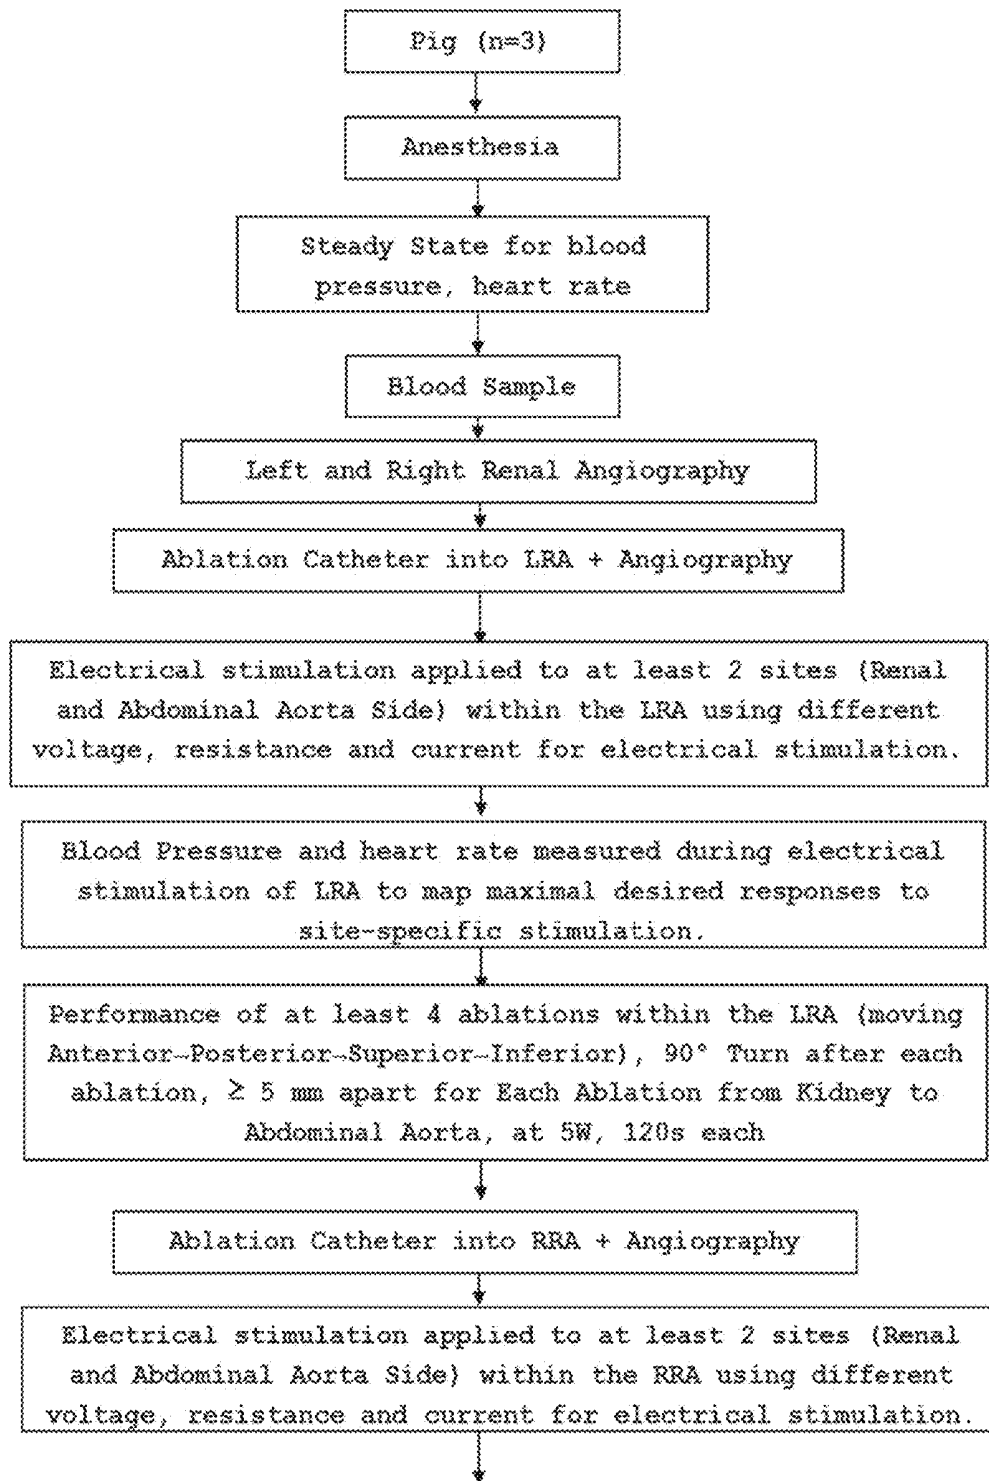 Pig (n=3)
Anesthesia
Steady State for blood
pressure, heart rate
Blood Sample
Left and Right Renal Angiography
Ablation Catheter into LRA + Angiography
Electrical stimulation applied to at least 2 sites (Renal
and Abdominal Aorta Side) within the LRA using different
voltage, resistance and current for electrical stimulation.
Blood Pressure and heart rate measured during electrical
stimulation of LRA to map maximal desired responses to
site-specific stimulation.
Performance of at least 4 ablations within the LRA (moving
Anterior→Posterior→Superior→Inferior), 90° Turn after each
ablation, ≥ 5 mm apart for Each Ablation from Kidney to
Abdominal Aorta, at 5W, 120s each
Ablation Catheter into RRA + Angiography
Electrical stimulation applied to at least 2 sites (Renal
and Abdominal Aorta Side) within the RRA using different
voltage, resistance and current for electrical stimulation.